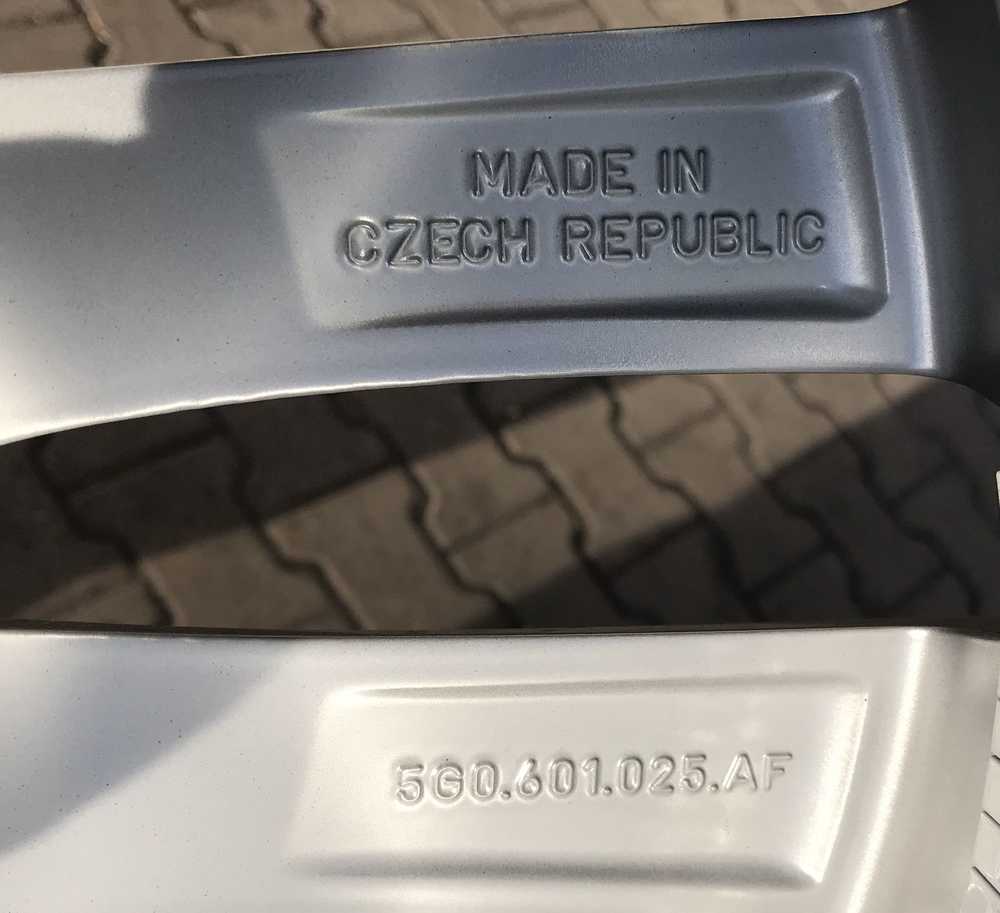 MADE IN
CZECH REPUBLIC
5G0.601.025.AF